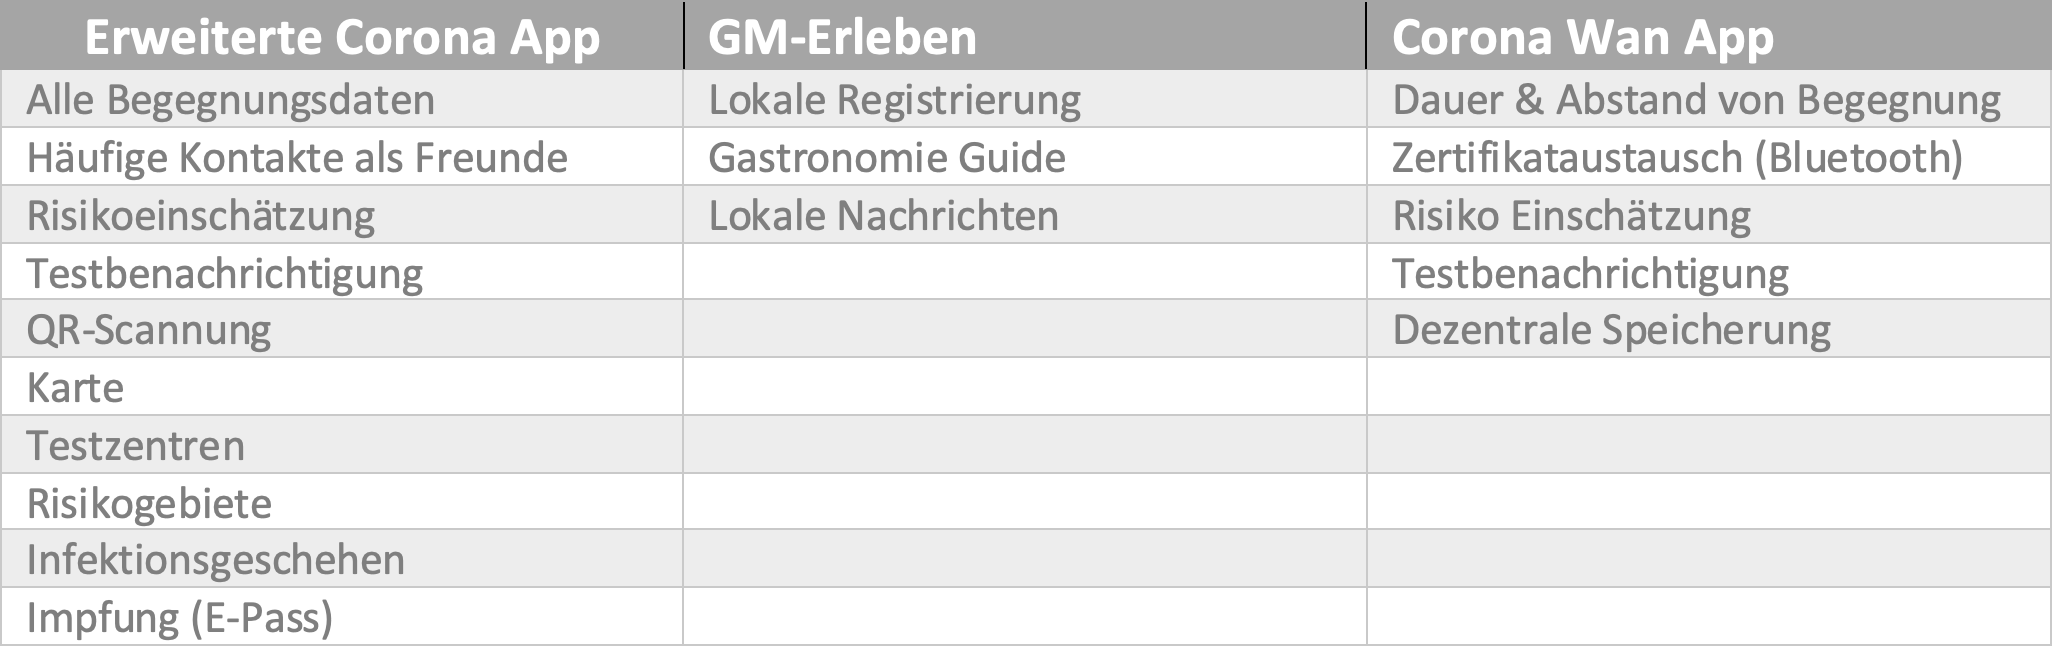 Erweiterte Corona App GM-Erleben Corona Wan App
Alle Begegnungsdaten Lokale Registrierung Dauer & Abstand von Begegnung
Häufige Kontakte als Freunde Gastronomie Guide Zertifikataustausch (Bluetooth)
Risikoeinschätzung Lokale Nachrichten Risiko Einschätzung
Testbenachrichtigung Testbenachrichtigung
QR-Scannung Dezentrale Speicherung
Karte
Testzentren
Risikogebiete
Infektionsgeschehen
Impfung (E-Pass)